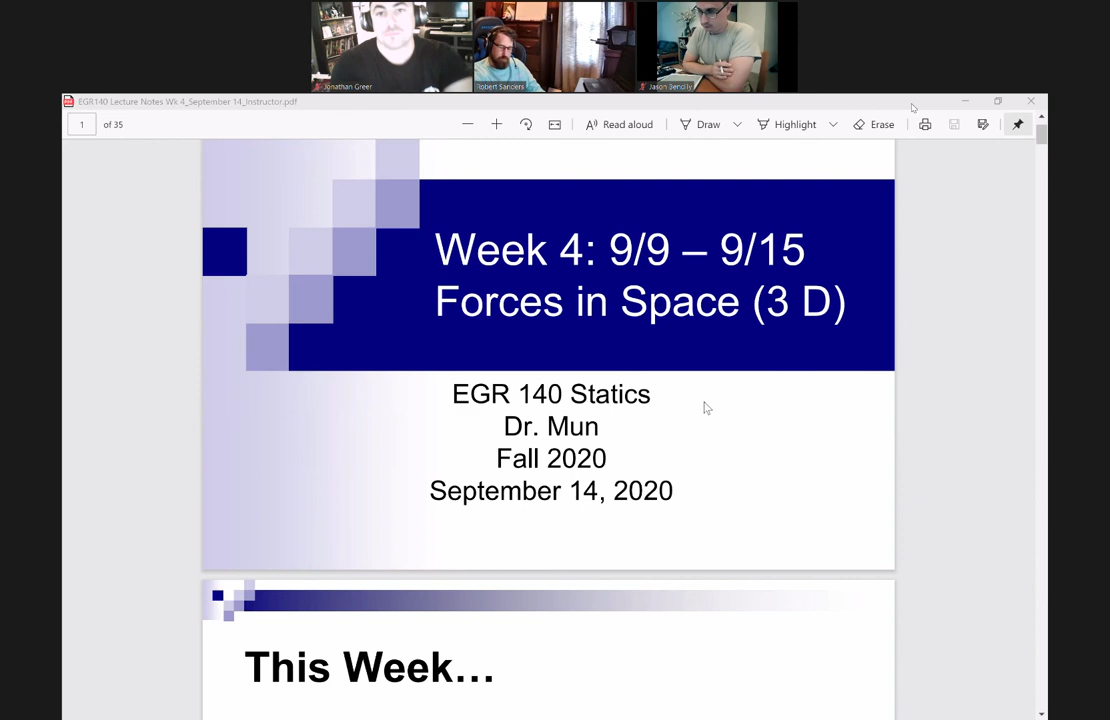 Jonathan Greer
Robert Sanders
EGR140 Lecture Notes Wk 4_September 14_Instructor.pdf
1 of 35
Read aloud
Draw
Highlight
Erase
Week 4: 9/9 – 9/15
Forces in Space (3 D)
EGR 140 Statics
Dr. Mun
Fall 2020
September 14, 2020
This Week…